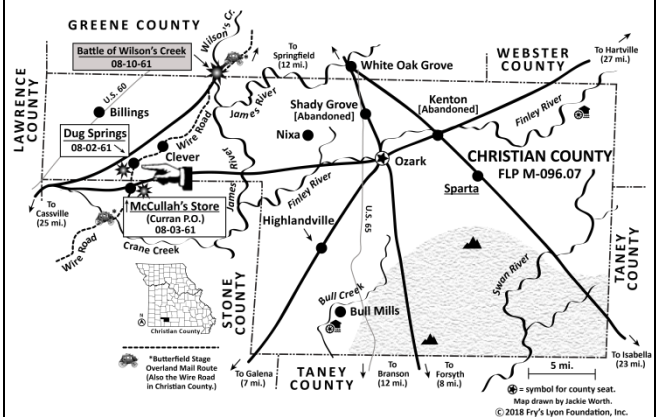 GREENE COUNTY
Wilson's Cr.
Battle of Wilson's Creek
08-10-61
To
Springfield
(12 mi.)
White Oak Grove
WEBSTER
COUNTY
To Hartville
(27 mi.)
LAWRENCE
COUNTY
U.S. 60
Billings
James River
Shady Grove
[Abandoned]
Kenton
[Abandoned]
Finley River
Dug Springs
08-02-61
Wire Road
Nixa
Clever
Ozark
CHRISTIAN COUNTY
FLP M-096.07
James River
Finley River
Sparta
To
Cassville
(25 mi.)
McCullah's Store
(Curran P.O.)
08-03-61
Highlandville
U.S. 65
Wire Road
Crane Creek
Swan River
TANEY
COUNTY
STONE
COUNTY
Bull Creek
Bull Mills
N
Christian County
*Butterfield Stage
Overland Mail Route
(Also the Wire Road
in Christian County.)
To Galena
(7 mi.)
TANEY
COUNTY
To
Branson
(12 mi.)
To
Forsyth
(8 mi.)
5 mi.
To Isabella
(23 mi.)
= symbol for county seat.
Map drawn by Jackie Worth.
© 2018 Fry's Lyon Foundation, Inc.